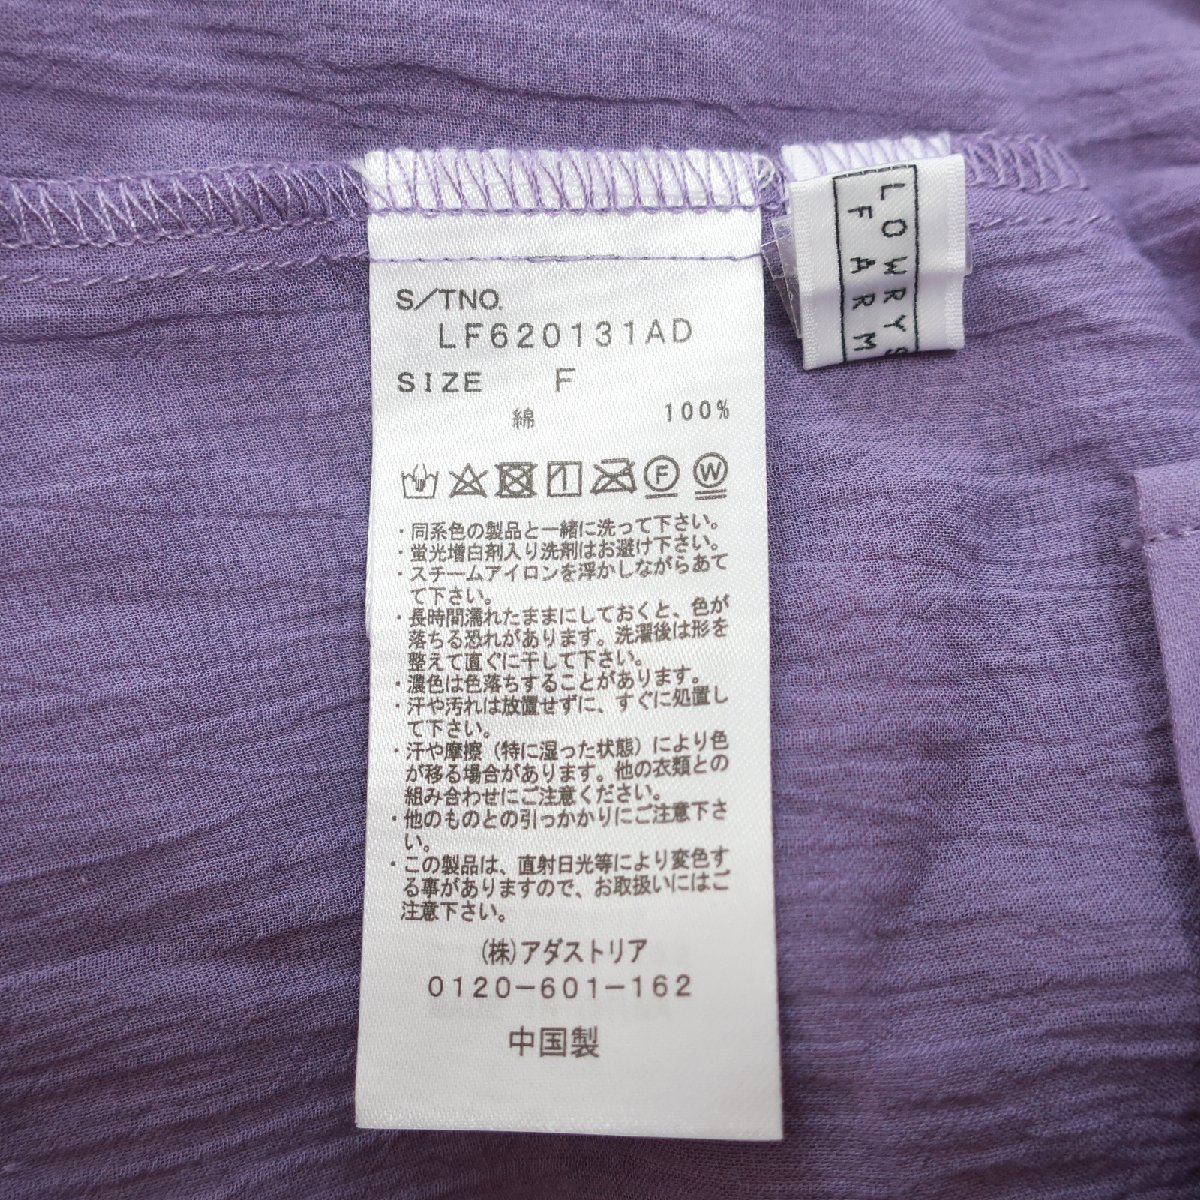 S/TNO.
LF620131AD
SIZE F
綿 100%
F W
・同系色の製品と一緒に洗って下さい。
・蛍光増白剤入り洗剤はお避け下さい。
・スチームアイロンを浮かしながらあて
て下さい。
・長時間濡れたままにしておくと、色が
落ちる恐れがあります。洗濯後は形を
整えて直ぐに干して下さい。
・濃色は色落ちすることがあります。
・汗や汚れは放置せずに、すぐに処置し
て下さい。
・汗や摩擦（特に湿った状態）により色
が移る場合があります。他の衣類との
組み合わせにご注意ください。
・他のものとの引っかかりにご注意下さ
い。
・この製品は、直射日光等により変色す
る事がありますので、お取扱いにはご
注意下さい。
(株)アダストリア
0120-601-162
中国製
LOWRYS
FARM